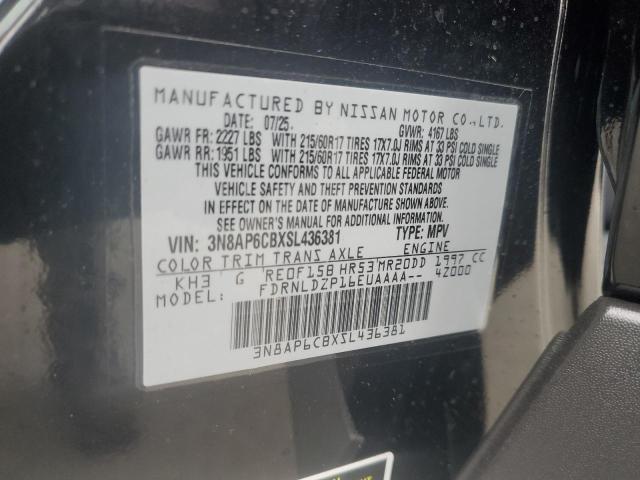 MANUFACTURED BY NISSAN MOTOR CO.,LTD.
DATE: 07/25. GVWR: 4167 LBS
GAWR FR: 2227 LBS WITH 215/60R17 TIRES 17X7.0J RIMS AT 33 PSI COLD SINGLE
GAWR RR: 1951 LBS WITH 215/60R17 TIRES 17X7.0J RIMS AT 33 PSI COLD SINGLE
THIS VEHICLE CONFORMS TO ALL APPLICABLE FEDERAL MOTOR
VEHICLE SAFETY AND THEFT PREVENTION STANDARDS
IN EFFECT ON THE DATE OF MANUFACTURE SHOWN ABOVE.
SEE OWNER'S MANUAL FOR FURTHER INFORMATION
VIN: 3N8AP6CBXSL436381 TYPE: MPV
COLOR TRIM TRANS AXLE ENGINE
KH3 G RE0F15B HR53 MR20DD 1997 CC
MODEL: FDRNLDZP16EUAAAA-- 4Z000
3N8AP6CBXSL436381